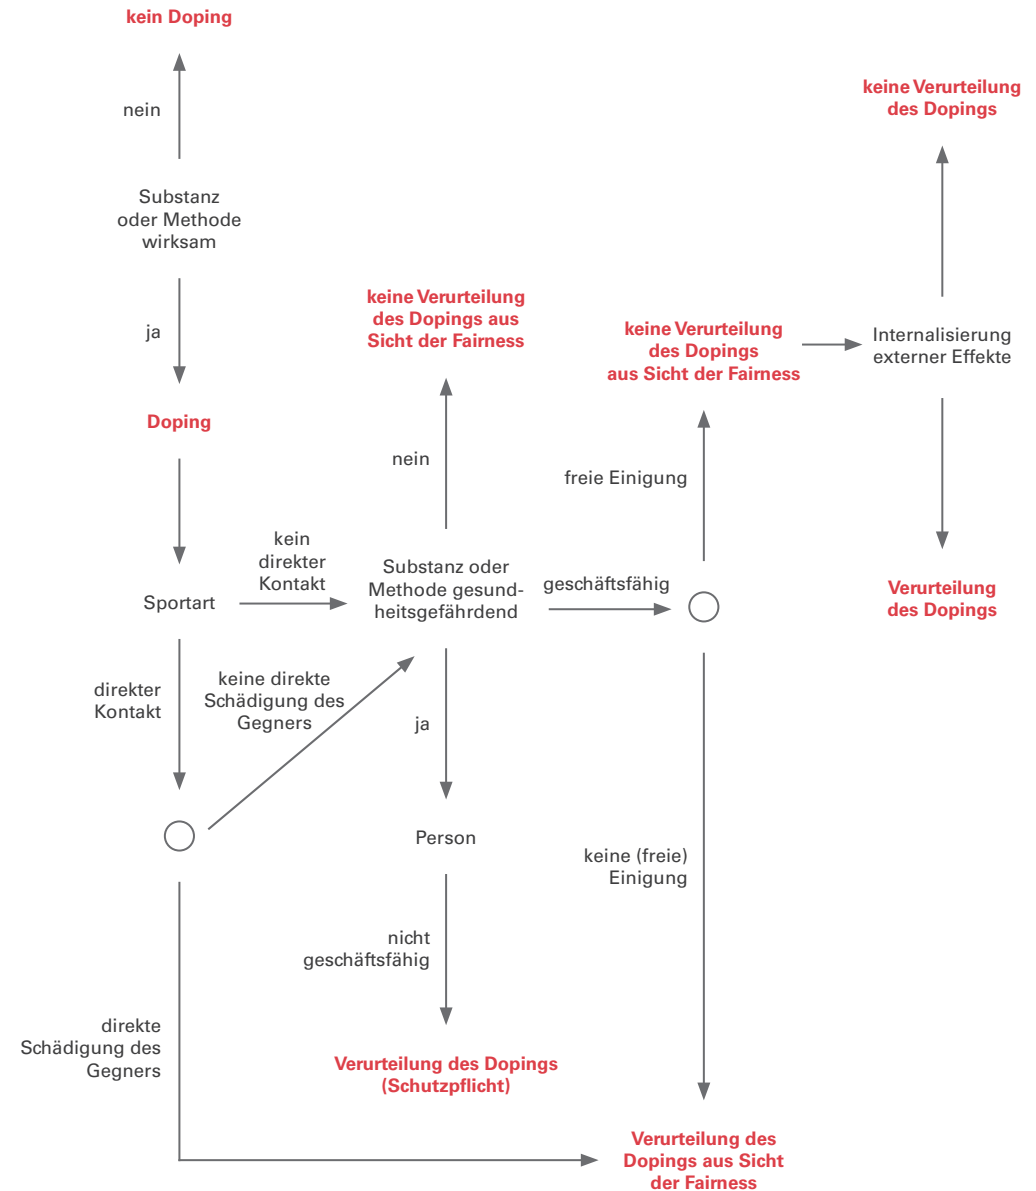 kein Doping
nein
Substanz
oder Methode
wirksam
ja
Doping
Sportart
kein
direkter
Kontakt
direkter
Kontakt
keine direkte
Schädigung des
Gegners
direkte
Schädigung des
Gegners
keine Verurteilung
des Dopings aus
Sicht der Fairness
nein
Substanz oder
Methode gesund-
heitsgefährdend
ja
Person
nicht
geschäftsfähig
Verurteilung des Dopings
(Schutzpflicht)
geschäftsfähig
keine Verurteilung
des Dopings
aus Sicht der Fairness
freie Einigung
keine (freie)
Einigung
Verurteilung des
Dopings aus Sicht
der Fairness
keine Verurteilung
des Dopings
Internalisierung
externer Effekte
Verurteilung
des Dopings